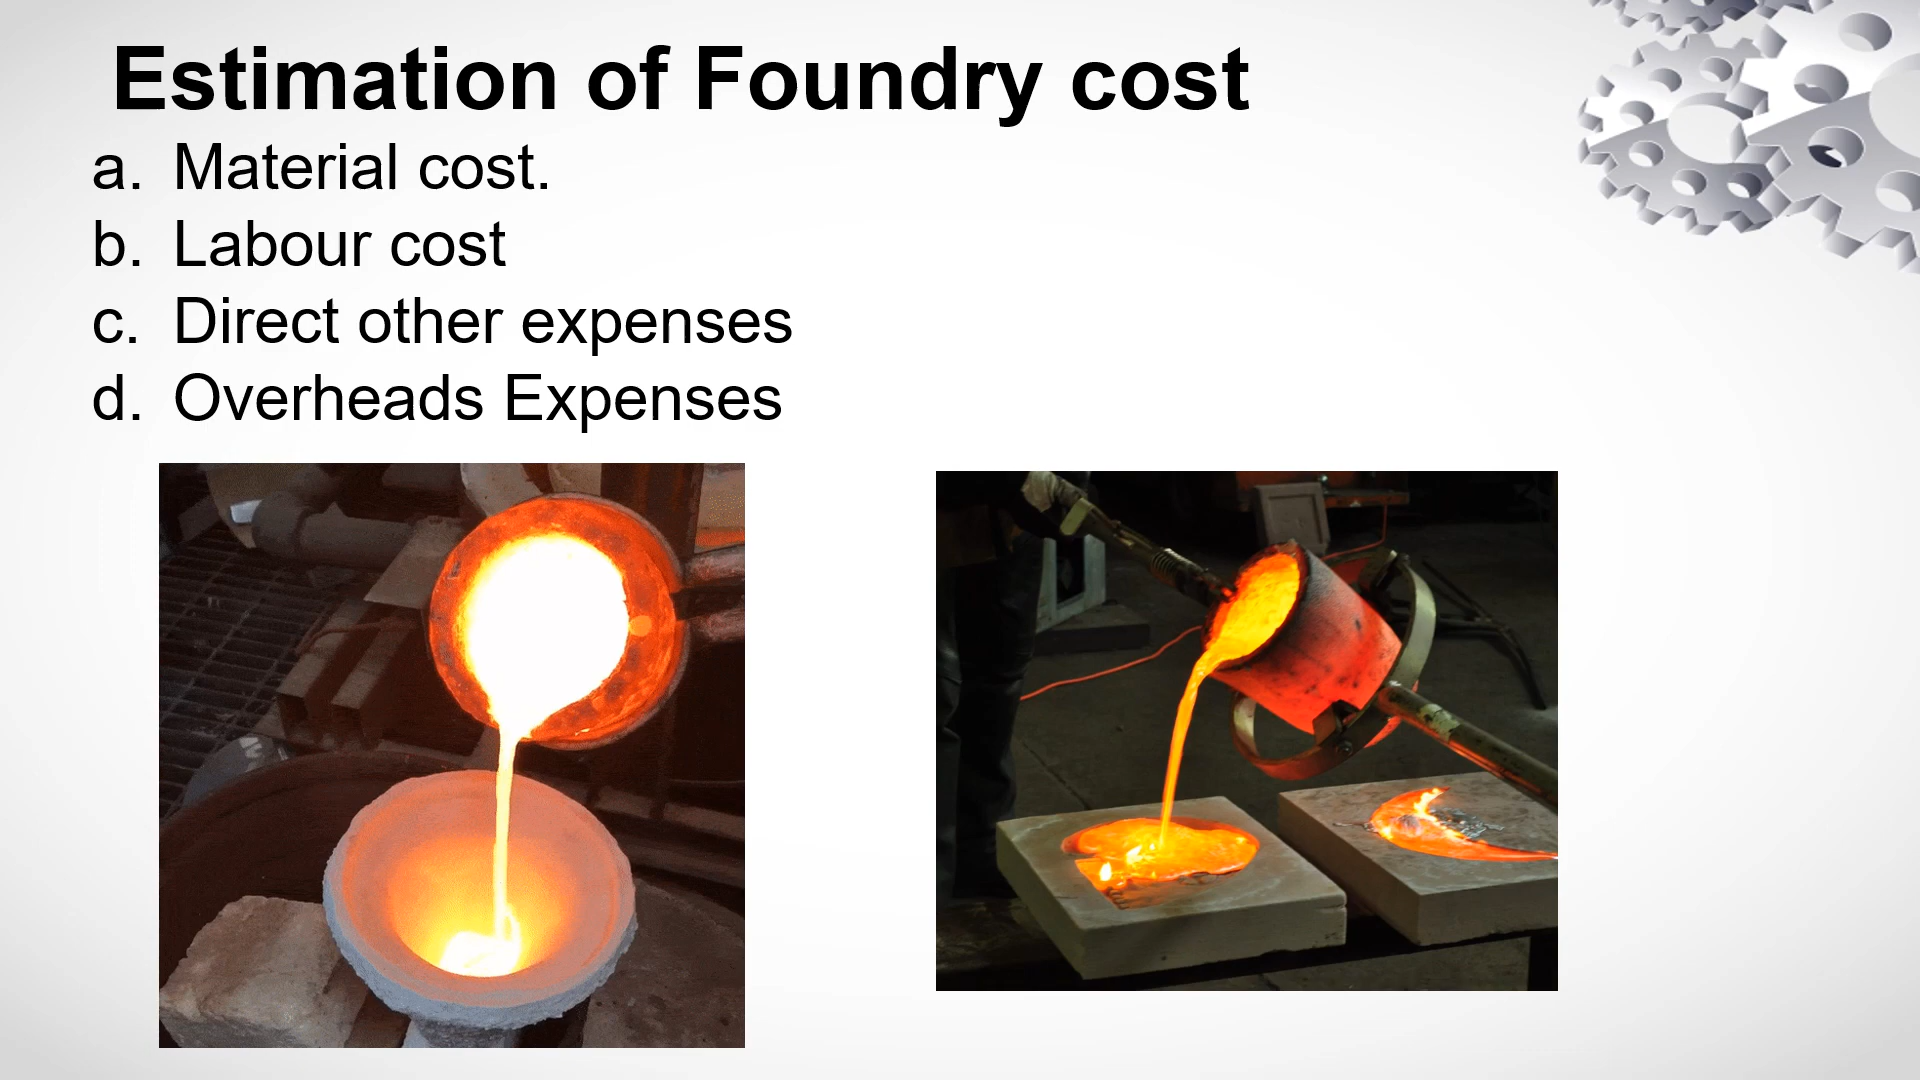 Estimation of Foundry cost
a. Material cost.
b. Labour cost
c. Direct other expenses
d. Overheads Expenses